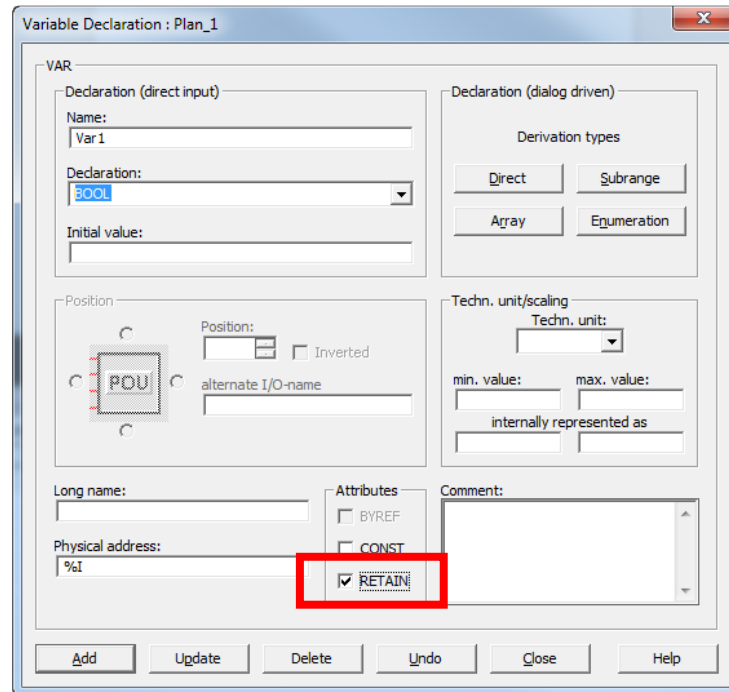 Variable Declaration : Plan_1
VAR
Declaration (direct input)
Name:
Var1
Declaration:
BOOL
Initial value:
Declaration (dialog driven)
Derivation types
Direct Subrange
Array Enumeration
Position
Position:
Inverted
POU
alternate I/O-name
Techn. unit/scaling
Techn. unit:
min. value: max. value:
internally represented as
Long name:
Physical address:
%I
Attributes
BYREF
CONST
RETAIN
Comment:
Add Update Delete Undo Close Help